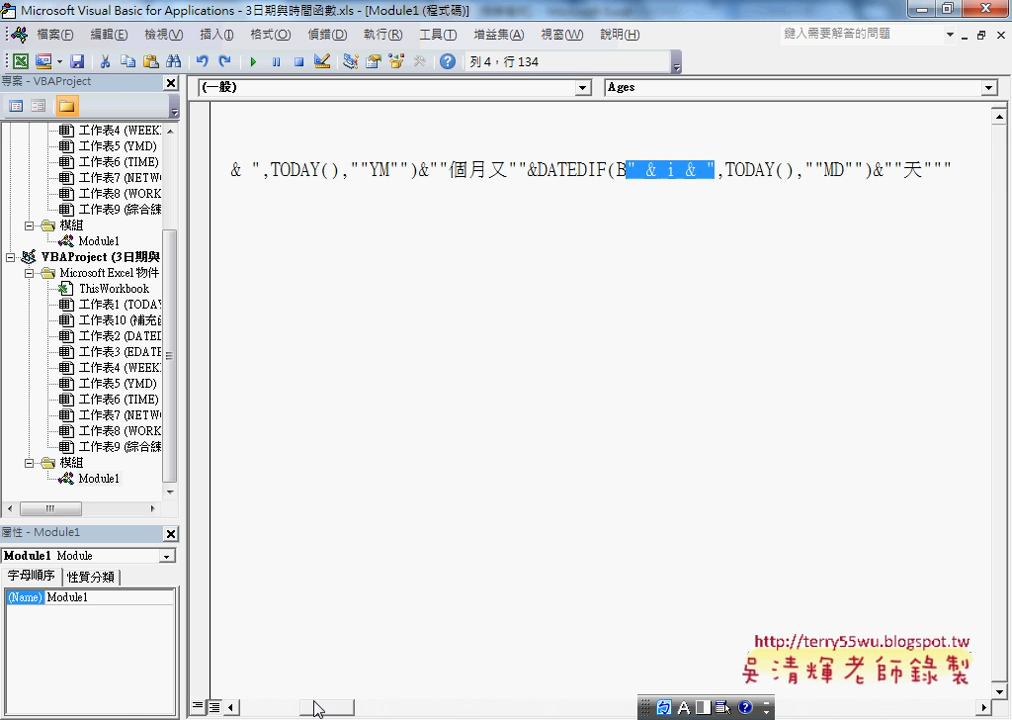 Microsoft Visual Basic for Applications - 3日期與時間函數.xls - [Module1 (程式碼)]
檔案(F) 編輯(E) 檢視(V) 插入(I) 格式(O) 偵錯(D) 執行(R) 工具(T) 增益集(A) 視窗(W) 說明(H) 鍵入需要解答的問題
列 4，行 134
專案 - VBAProject
(一般) Ages
工作表4 (WEEK
工作表5 (YMD)
工作表6 (TIME)
工作表7 (NETW
工作表8 (WORK
工作表9 (綜合練
模組
Module1
VBAProject (3日期與
Microsoft Excel 物件
ThisWorkbook
工作表1 (TODA
工作表10 (補充
工作表2 (DATEI
工作表3 (EDATE
工作表4 (WEEK
工作表5 (YMD)
工作表6 (TIME)
工作表7 (NETW
工作表8 (WORK
工作表9 (綜合練
模組
Module1
& ",TODAY(),""YM"")&""個月又""&DATEDIF(B" & i & ",TODAY(),""MD"")&""天"""
屬性 - Module1
Module1 Module
字母順序 性質分類
(Name) Module1
http://terry55wu.blogspot.tw
吳清輝老師錄製